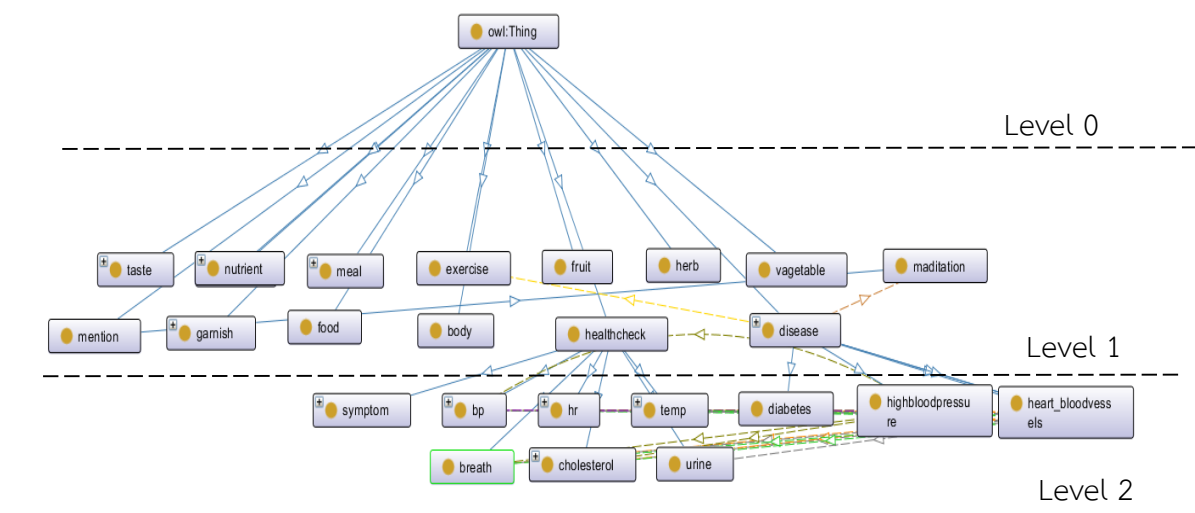 owl:Thing
Level 0
taste
nutrient
meal
exercise
fruit
herb
vagetable
maditation
mention
garnish
food
body
healthcheck
disease
Level 1
symptom
bp
hr
temp
diabetes
highbloodpressu
re
heart_bloodvess
els
breath
cholesterol
urine
Level 2